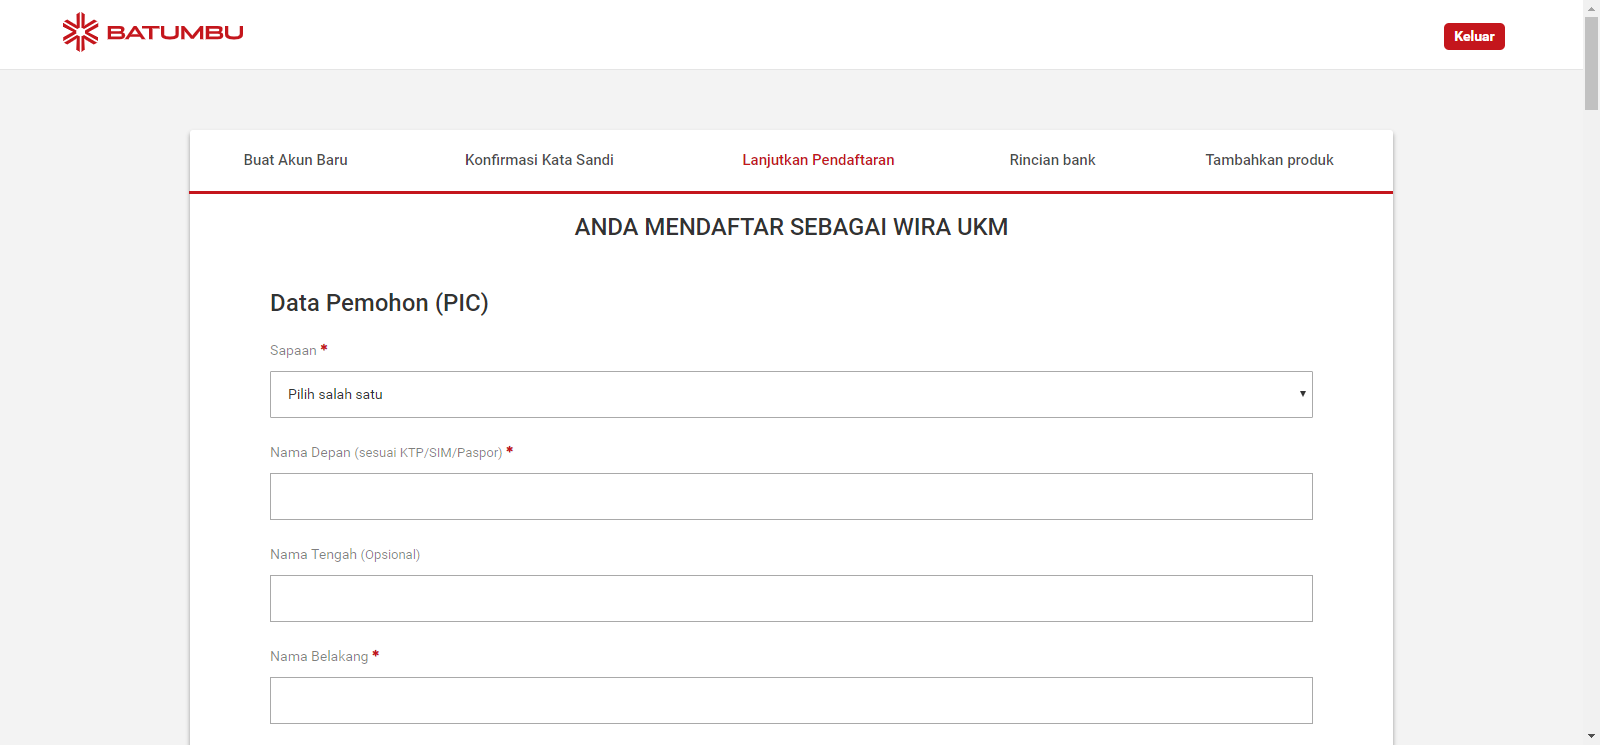 BATUMBU
Keluar
Buat Akun Baru
Konfirmasi Kata Sandi
Lanjutkan Pendaftaran
Rincian bank
Tambahkan produk
ANDA MENDAFTAR SEBAGAI WIRA UKM
Data Pemohon (PIC)
Sapaan *
Pilih salah satu
Nama Depan (sesuai KTP/SIM/Paspor) *
Nama Tengah (Opsional)
Nama Belakang *